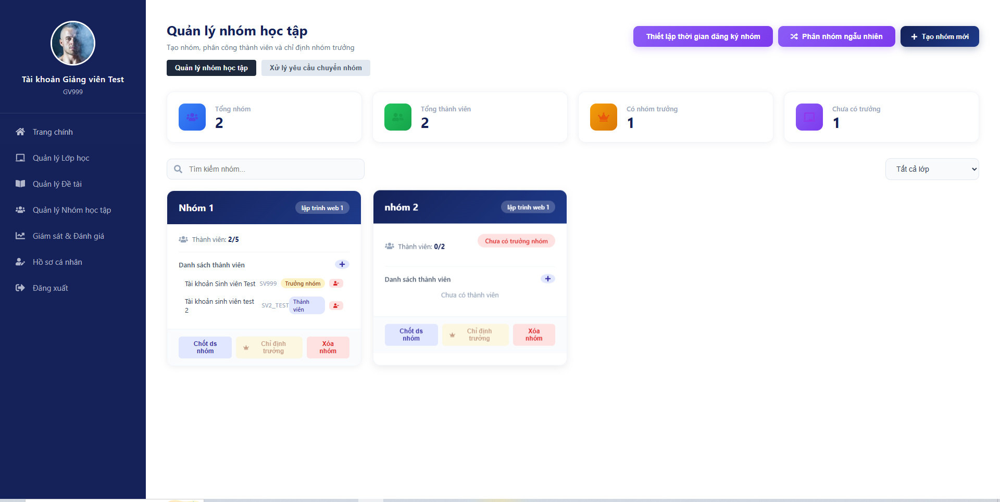 Tài khoản Giảng viên Test
GV999
Trang chính
Quản lý Lớp học
Quản lý Đề tài
Quản lý Nhóm học tập
Giám sát & Đánh giá
Hồ sơ cá nhân
Đăng xuất
Quản lý nhóm học tập
Tạo nhóm, phân công thành viên và chỉ định nhóm trưởng
Thiết lập thời gian đăng ký nhóm
Phân nhóm ngẫu nhiên
Tạo nhóm mới
Quản lý nhóm học tập
Xử lý yêu cầu chuyển nhóm
Tổng nhóm
2
Tổng thành viên
2
Có nhóm trưởng
1
Chưa có trưởng
1
Tìm kiếm nhóm...
Tất cả lớp
Nhóm 1
lập trình web 1
Thành viên: 2/5
Danh sách thành viên
Tài khoản Sinh viên Test SV999 Trưởng nhóm
Tài khoản sinh viên test
2
SV2_TEST
Thành
viên
Chốt ds
nhóm
Chỉ định
trưởng
Xóa
nhóm
nhóm 2
lập trình web 1
Thành viên: 0/2
Chưa có trưởng nhóm
Danh sách thành viên
Chưa có thành viên
Chốt ds
nhóm
Chỉ định
trưởng
Xóa
nhóm